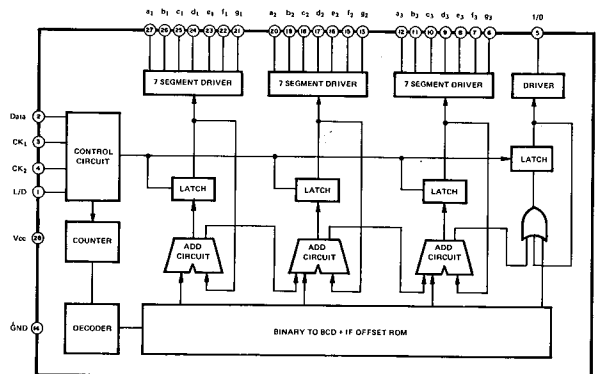 a1 b1 c1 d1 e1 f1 g1 a2 b2 c2 d2 e2 f2 g2 a3 b3 c3 d3 e3 f3 g3 1/D
27 26 25 24 23 22 21 20 19 18 17 16 15 13 12 11 10 9 8 7 6 5
7 SEGMENT DRIVER 7 SEGMENT DRIVER 7 SEGMENT DRIVER DRIVER
Data 2
CK1 3
CK2 4
L/D 1
CONTROL
CIRCUIT
LATCH LATCH LATCH LATCH
Vcc 28
COUNTER
ADD
CIRCUIT
ADD
CIRCUIT
ADD
CIRCUIT
GND 14
DECODER
BINARY TO BCD + IF OFFSET ROM